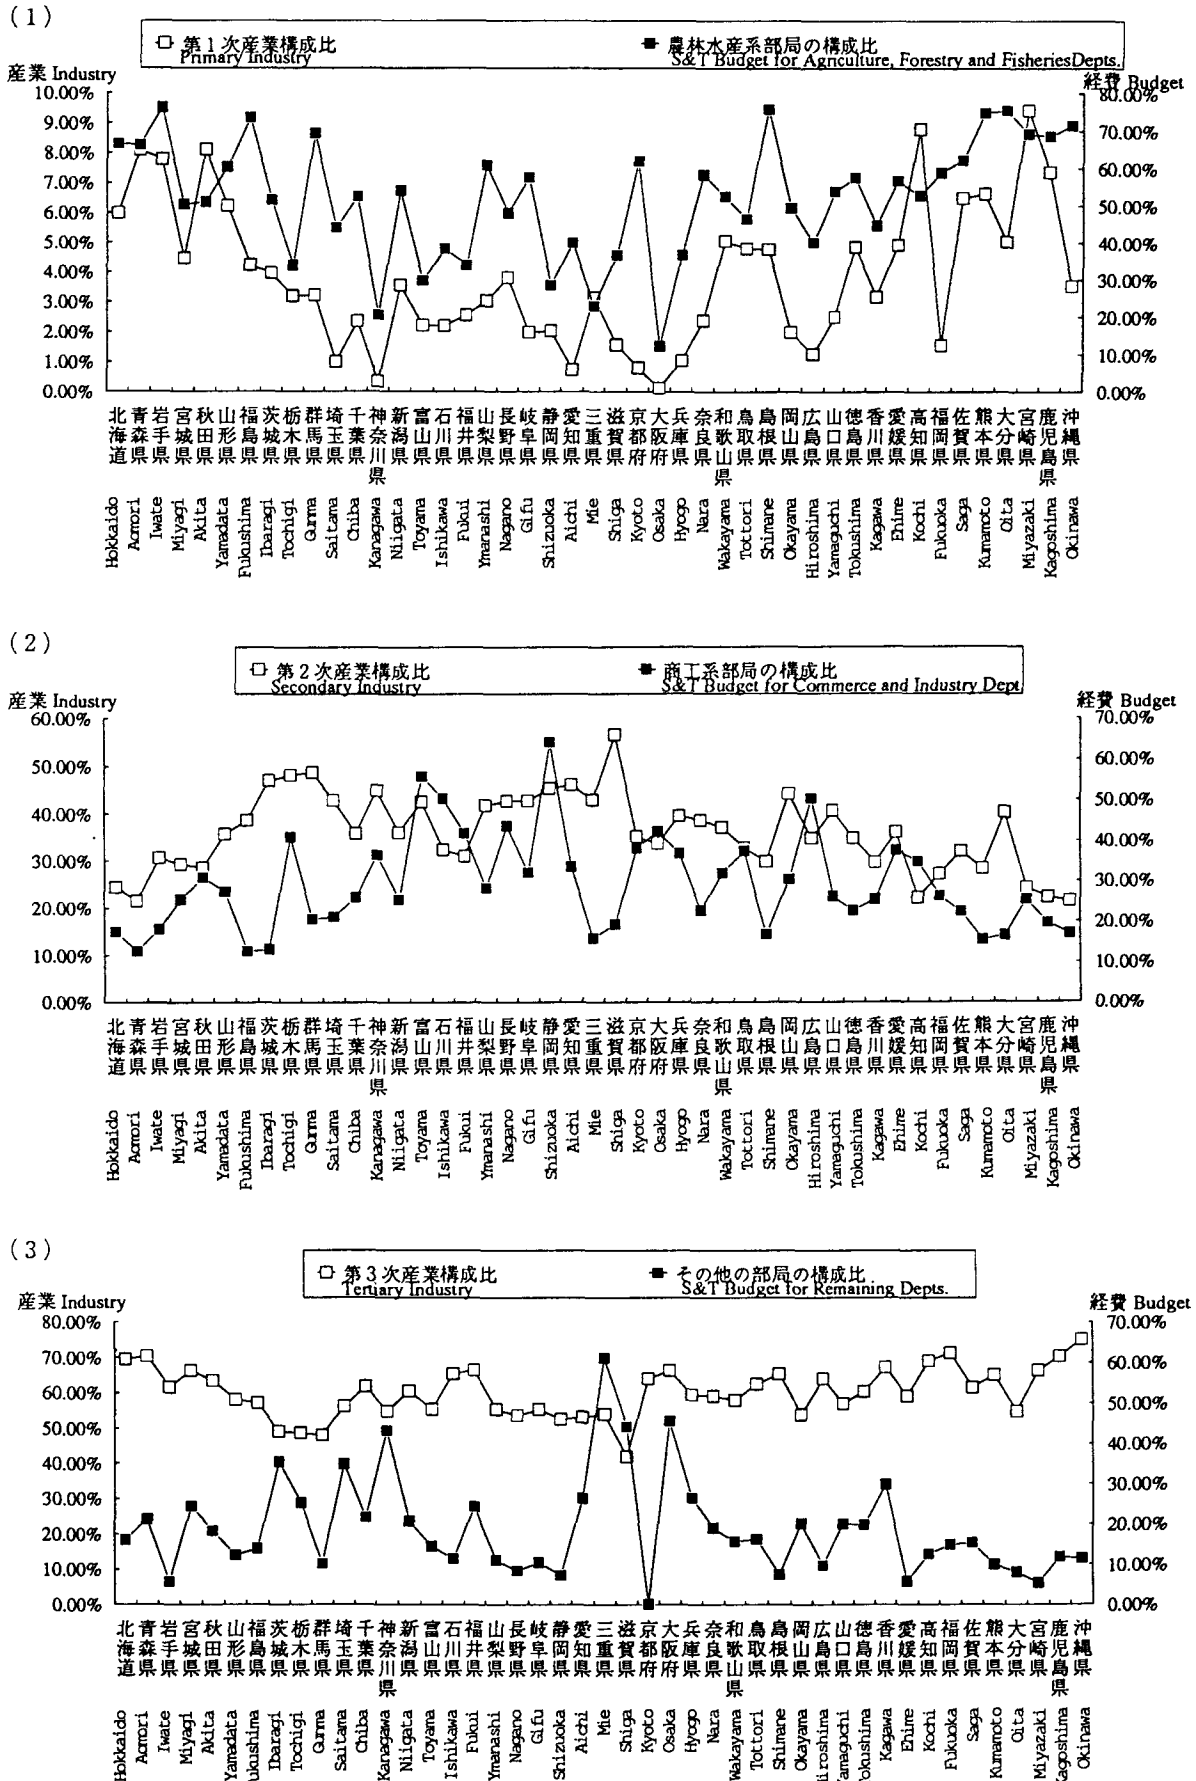 (1)
第1次産業構成比 農林水産系部局の構成比
Primary Industry S&T Budget for Agriculture, Forestry and FisheriesDepts.
産業 Industry 経費 Budget
10.00% 80.00%
9.00% 70.00%
8.00% 60.00%
7.00% 50.00%
6.00% 40.00%
5.00% 30.00%
4.00% 20.00%
3.00% 10.00%
2.00% 0.00%
1.00%
0.00%
北海道 青森県 岩手県 宮城県 秋田県 山形県 福島県 茨城県 栃木県 群馬県 埼玉県 千葉県 神奈川県 新潟県 富山県 石川県 福井県 山梨県 長野県 岐阜県 静岡県 愛知県 三重県 滋賀県 京都府 大阪府 兵庫県 奈良県 和歌山県 鳥取県 島根県 岡山県 広島県 山口県 徳島県 香川県 愛媛県 高知県 福岡県 佐賀県 熊本県 大分県 宮崎県 鹿児島県 沖縄県
Hokkaido Aomori Iwate Miyagi Akita Yamadata Fukushima Ibaragi Tochigi Gunma Saitama Chiba Kanagawa Niigata Toyama Ishikawa Fukui Ymanashi Nagano Gifu Shizuoka Aichi Mie Shiga Kyoto Osaka Hyogo Nara Wakayama Tottori Shimane Okayama Hiroshima Yamaguchi Tokushima Kagawa Ehime Kochi Fukuoka Saga Kumamoto Oita Miyazaki Kagoshima Okinawa
(2)
第2次産業構成比 商工系部局の構成比
Secondary Industry S&T Budget for Commerce and Industry Dept
産業 Industry 経費 Budget
60.00% 70.00%
50.00% 60.00%
40.00% 50.00%
30.00% 40.00%
20.00% 30.00%
10.00% 20.00%
0.00% 10.00%
0.00%
北海道 青森県 岩手県 宮城県 秋田県 山形県 福島県 茨城県 栃木県 群馬県 埼玉県 千葉県 神奈川県 新潟県 富山県 石川県 福井県 山梨県 長野県 岐阜県 静岡県 愛知県 三重県 滋賀県 京都府 大阪府 兵庫県 奈良県 和歌山県 鳥取県 島根県 岡山県 広島県 山口県 徳島県 香川県 愛媛県 高知県 福岡県 佐賀県 熊本県 大分県 宮崎県 鹿児島県 沖縄県
Hokkaido Aomori Iwate Miyagi Akita Yamadata Fukushima Ibaragi Tochigi Gunma Saitama Chiba Kanagawa Niigata Toyama Ishikawa Fukui Ymanashi Nagano Gifu Shizuoka Aichi Mie Shiga Kyoto Osaka Hyogo Nara Wakayama Tottori Shimane Okayama Hiroshima Yamaguchi Tokushima Kagawa Ehime Kochi Fukuoka Saga Kumamoto Oita Miyazaki Kagoshima Okinawa
(3)
第3次産業構成比 その他の部局の構成比
Tertiary Industry S&T Budget for Remaining Depts.
産業 Industry 経費 Budget
80.00% 70.00%
70.00% 60.00%
60.00% 50.00%
50.00% 40.00%
40.00% 30.00%
30.00% 20.00%
20.00% 10.00%
10.00% 0.00%
0.00%
北海道 青森県 岩手県 宮城県 秋田県 山形県 福島県 茨城県 栃木県 群馬県 埼玉県 千葉県 神奈川県 新潟県 富山県 石川県 福井県 山梨県 長野県 岐阜県 静岡県 愛知県 三重県 滋賀県 京都府 大阪府 兵庫県 奈良県 和歌山県 鳥取県 島根県 岡山県 広島県 山口県 徳島県 香川県 愛媛県 高知県 福岡県 佐賀県 熊本県 大分県 宮崎県 鹿児島県 沖縄県
Hokkaido Aomori Iwate Miyagi Akita Yamadata ukushima Ibaragi Tochigi Gunma Saitama Chiba Kanagawa Niigata Toyama Ishikawa Fukui Ymanashi Nagano Gifu Shizuoka Aichi Mie Shiga Kyoto Osaka Hyogo Nara Wakayama Tottori Shimane Okayama iroshima amaguchi okushima Kagawa Ehime Kochi Fukuoka Saga Kumamoto Oita Miyazaki agoshima Okinawa